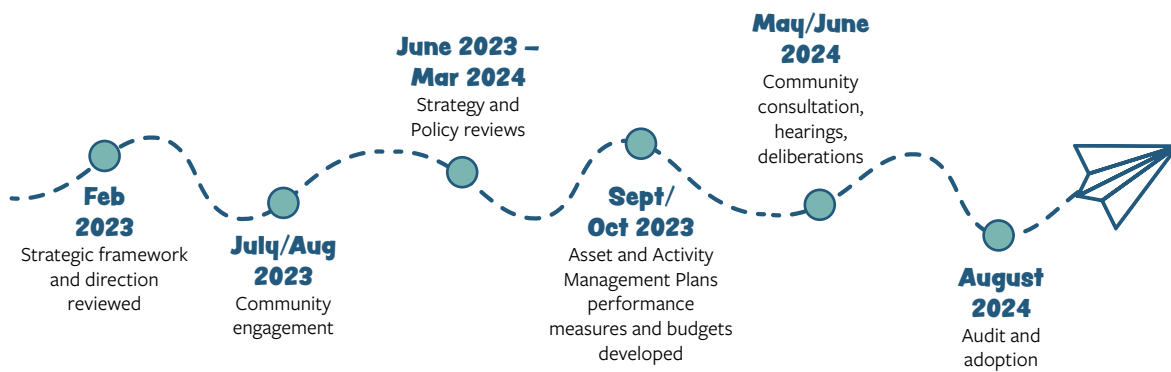 Feb
2023
Strategic framework
and direction
reviewed
July/Aug
2023
Community
engagement
June 2023 –
Mar 2024
Strategy and
Policy reviews
Sept/
Oct 2023
Asset and Activity
Management Plans
performance
measures and budgets
developed
May/June
2024
Community
consultation,
hearings,
deliberations
August
2024
Audit and
adoption